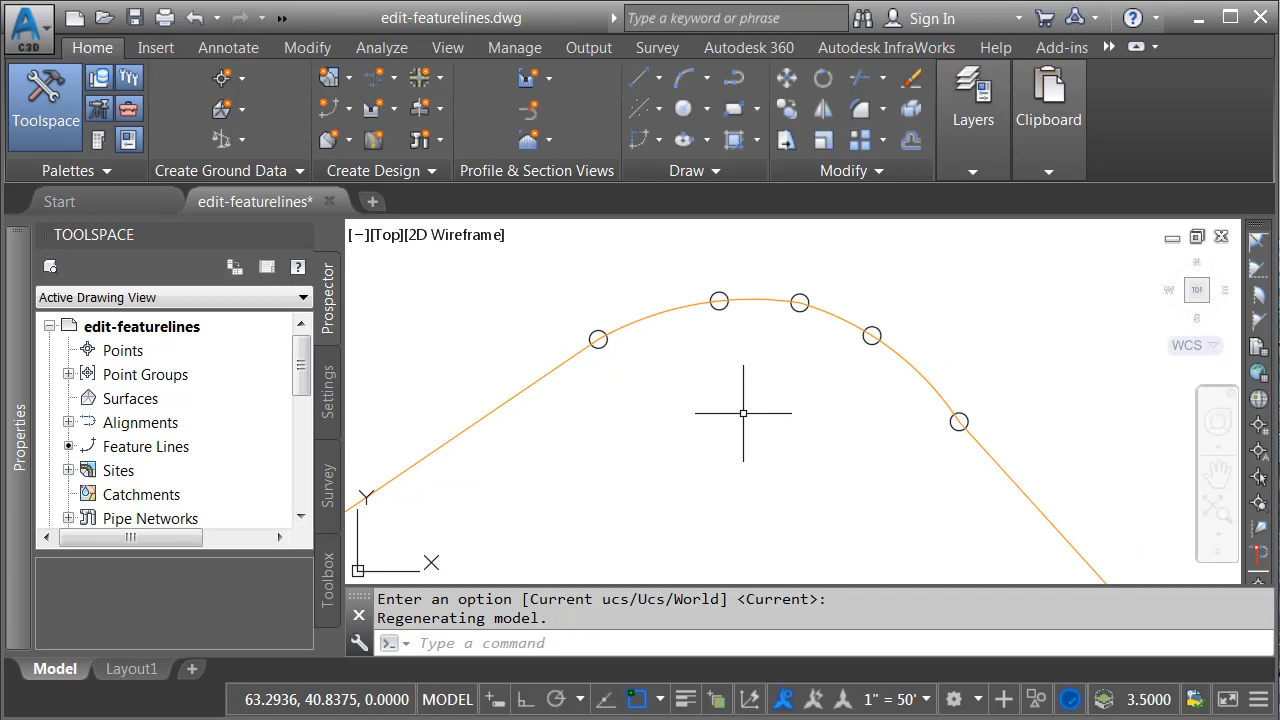 edit-featurelines.dwg
Type a keyword or phrase
Sign In
?
C3D
Home
Insert
Annotate
Modify
Analyze
View
Manage
Output
Survey
Autodesk 360
Autodesk InfraWorks
Help
Add-ins
Toolspace
Layers
Clipboard
Palettes
Create Ground Data
Create Design
Profile & Section Views
Draw
Modify
Start
edit-featurelines*
TOOLSPACE
Active Drawing View
edit-featurelines
Points
Point Groups
Surfaces
Alignments
Feature Lines
Sites
Catchments
Pipe Networks
Properties
Prospector
Settings
Survey
Toolbox
[−][Top][2D Wireframe]
N
W
TOP
E
S
WCS
Y
X
Enter an option [Current ucs/Ucs/World] <Current>:
Regenerating model.
Type a command
Model
Layout1
63.2936, 40.8375, 0.0000
MODEL
1" = 50'
3.5000